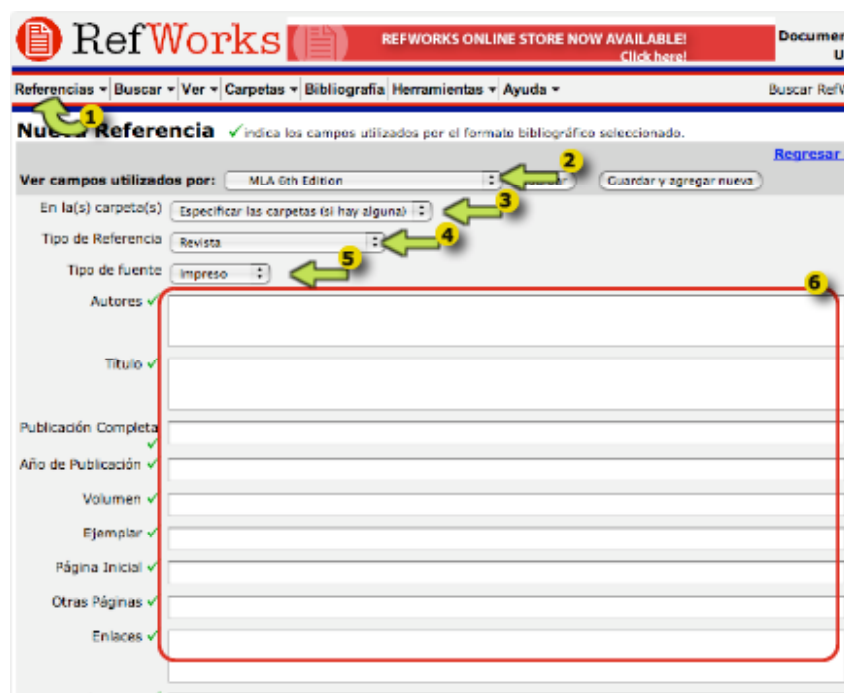 RefWorks
REFWORKS ONLINE STORE NOW AVAILABLE!
Click here!
Referencias Buscar Ver Carpetas Bibliografía Herramientas Ayuda
1
Referencia ✓ indica los campos utilizados por el formato bibliográfico seleccionado.
Regresar
2
Ver campos utilizados por: MLA 6th Edition Guardar y agregar nueva
En la(s) carpeta(s) Especificar las carpetas (si hay alguna) 3
Tipo de Referencia Revista 4
Tipo de fuente Impreso 5
6
Autores ✓
Título ✓
Publicación Completa
✓
Año de Publicación ✓
Volumen ✓
Ejemplar ✓
Página Inicial ✓
Otras Páginas ✓
Enlaces ✓